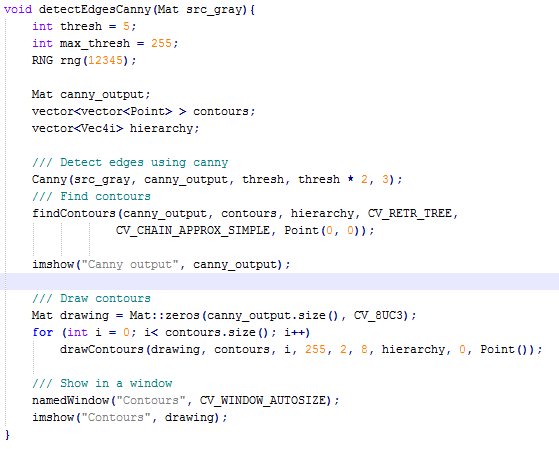 void detectEdgesCanny(Mat src_gray){
int thresh = 5;
int max_thresh = 255;
RNG rng(12345);
Mat canny_output;
vector<vector<Point> > contours;
vector<Vec4i> hierarchy;
/// Detect edges using canny
Canny(src_gray, canny_output, thresh, thresh * 2, 3);
/// Find contours
findContours(canny_output, contours, hierarchy, CV_RETR_TREE,
CV_CHAIN_APPROX_SIMPLE, Point(0, 0));
imshow("Canny output", canny_output);
/// Draw contours
Mat drawing = Mat::zeros(canny_output.size(), CV_8UC3);
for (int i = 0; i< contours.size(); i++)
drawContours(drawing, contours, i, 255, 2, 8, hierarchy, 0, Point());
/// Show in a window
namedWindow("Contours", CV_WINDOW_AUTOSIZE);
imshow("Contours", drawing);
}